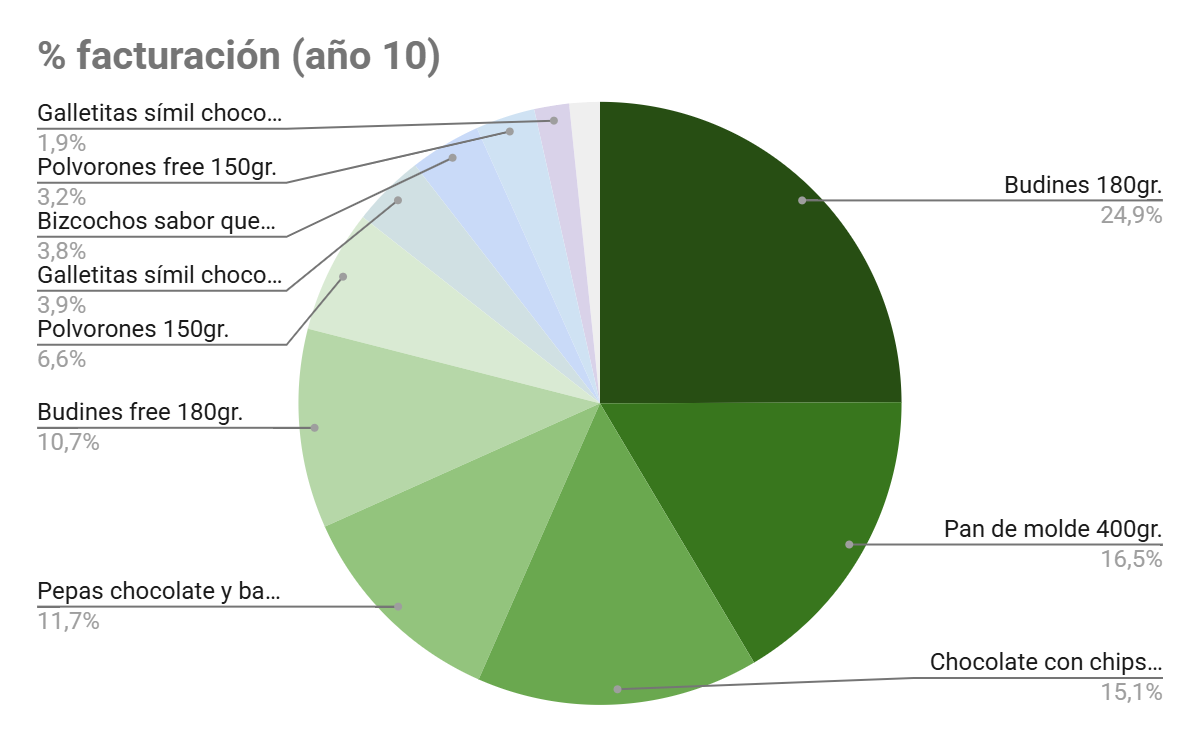 % facturación (año 10)
Galletitas símil choco...
1,9%
Polvorones free 150gr.
3,2%
Bizcochos sabor que...
3,8%
Galletitas símil choco...
3,9%
Polvorones 150gr.
6,6%
Budines free 180gr.
10,7%
Pepas chocolate y ba...
11,7%
Budines 180gr.
24,9%
Pan de molde 400gr.
16,5%
Chocolate con chips...
15,1%